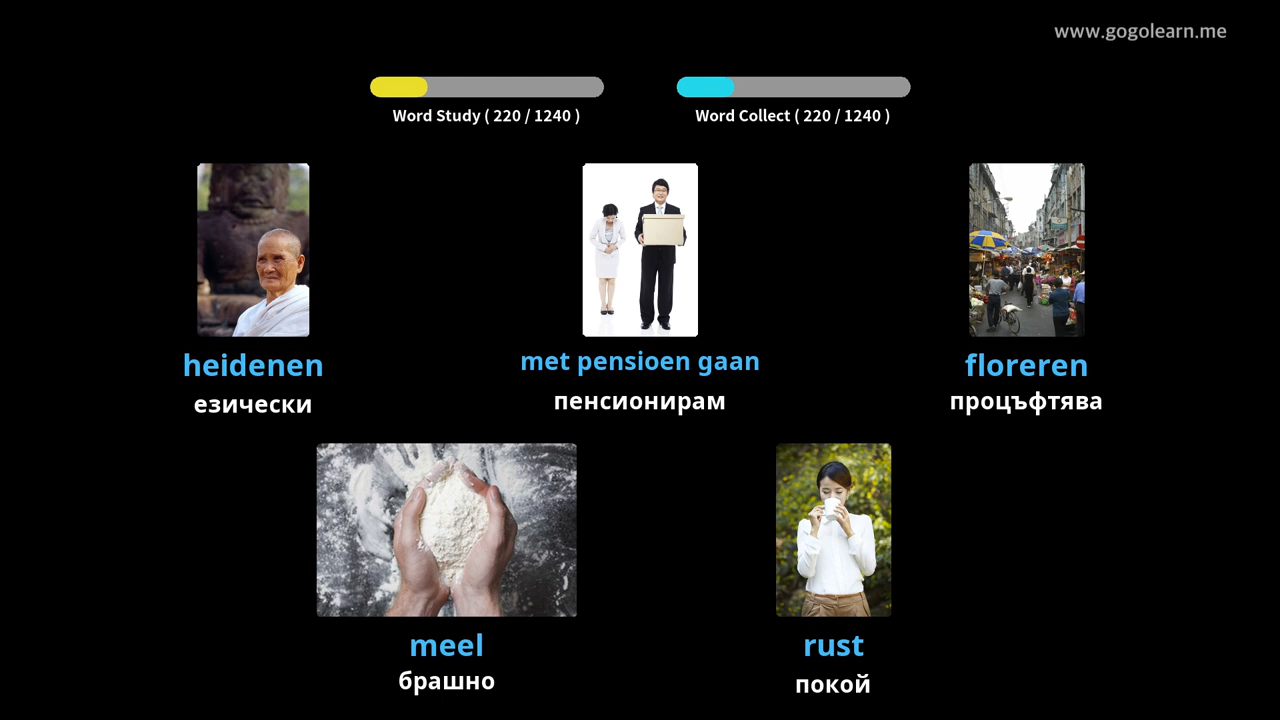 www.gogolearn.me
Word Study ( 220 / 1240 )
Word Collect ( 220 / 1240 )
heidenen
езически
met pensioen gaan
пенсионирам
floreren
процъфтява
meel
брашно
rust
покой